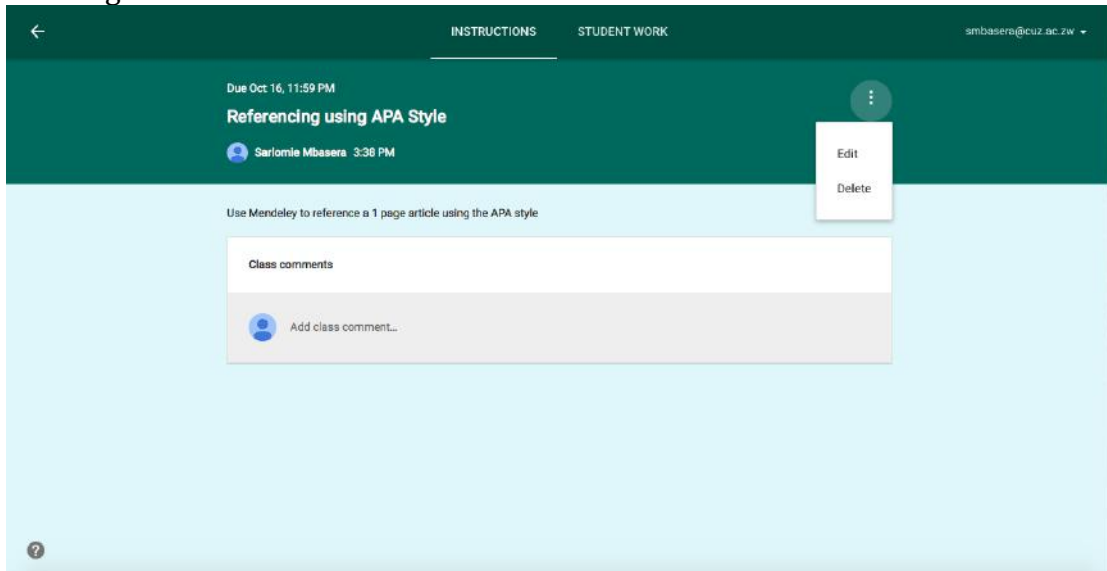 INSTRUCTIONS STUDENT WORK smbasera@cuz.ac.zw
Due Oct 16, 11:59 PM
Referencing using APA Style
Sarlomie Mbasera 3:38 PM
Edit
Delete
Use Mendeley to reference a 1 page article using the APA style
Class comments
Add class comment...